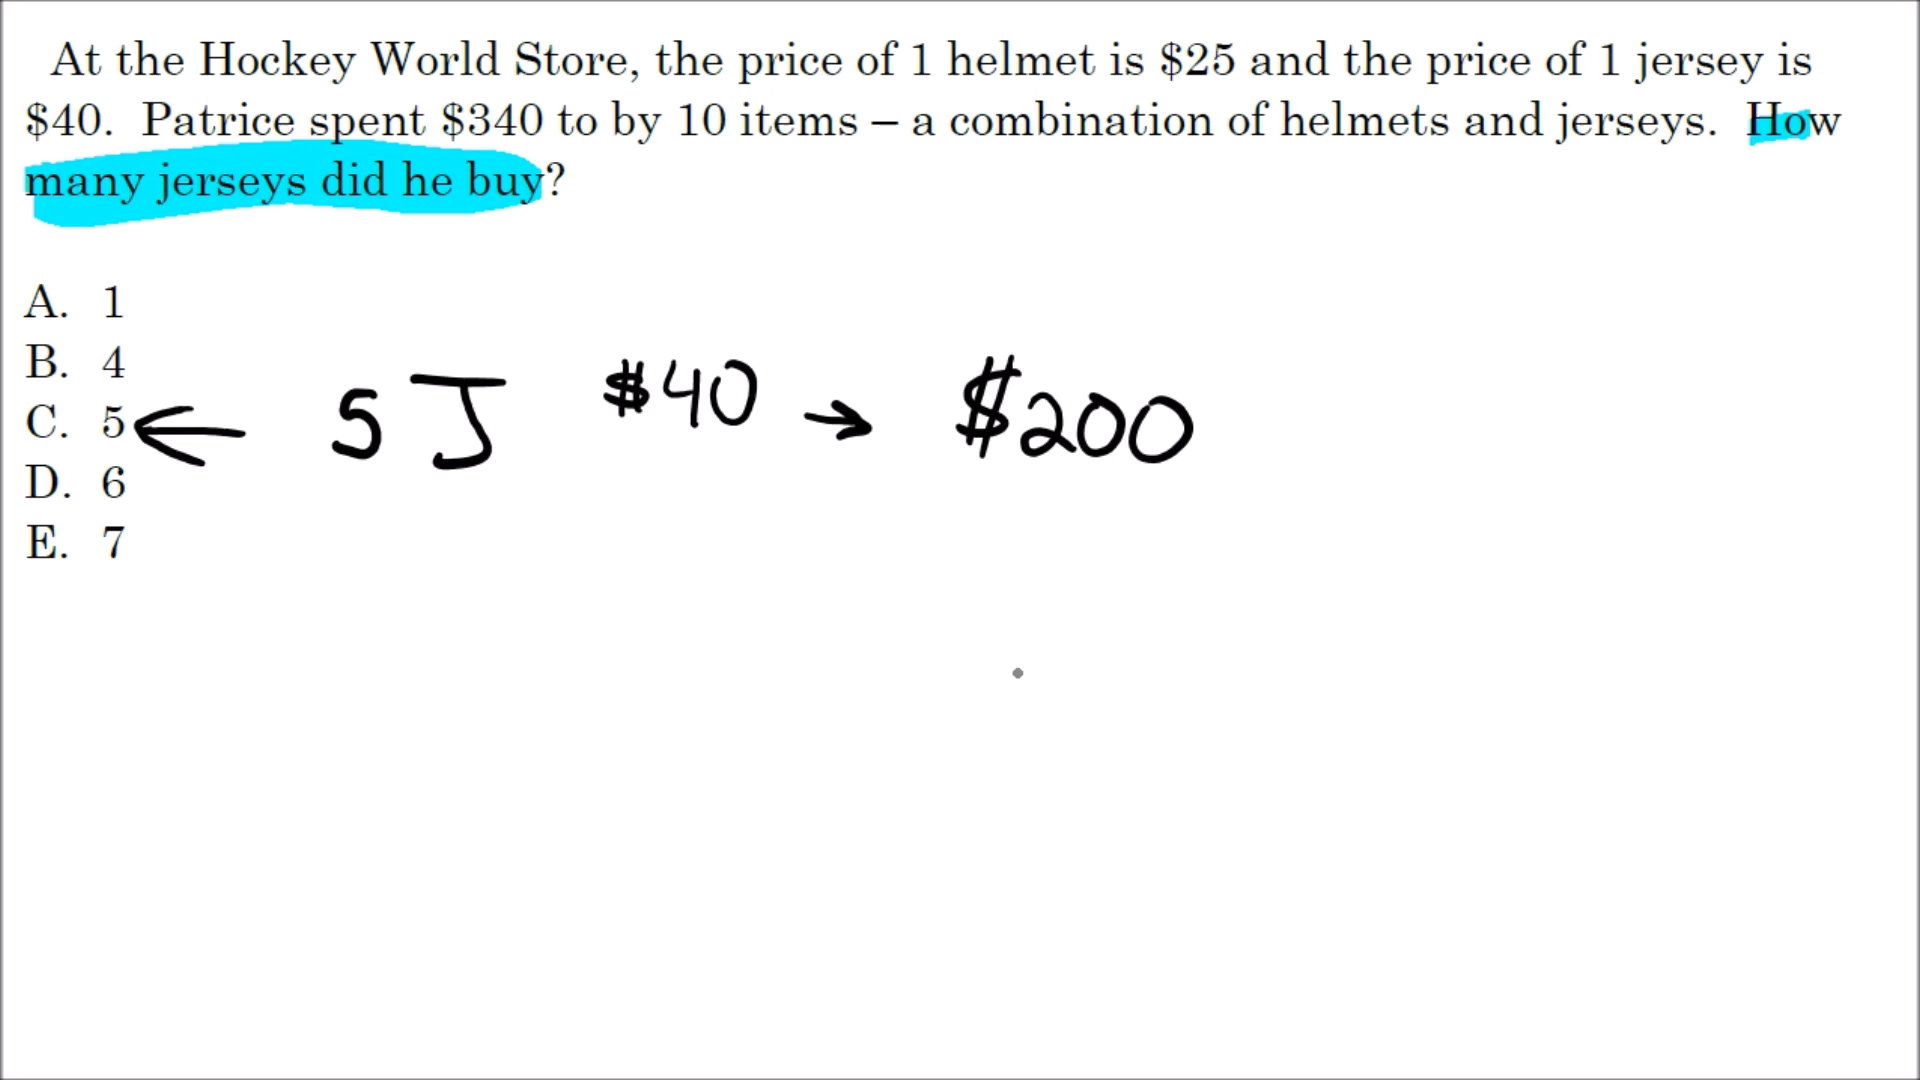 At the Hockey World Store, the price of 1 helmet is $25 and the price of 1 jersey is
$40. Patrice spent $340 to by 10 items – a combination of helmets and jerseys. How
many jerseys did he buy?
A. 1
B. 4
C. 5 ← 5 J $40 → $200
D. 6
E. 7